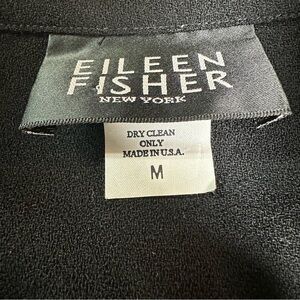 EILEEN
FISHER
NEW YORK
DRY CLEAN
ONLY
MADE IN U.S.A.
M